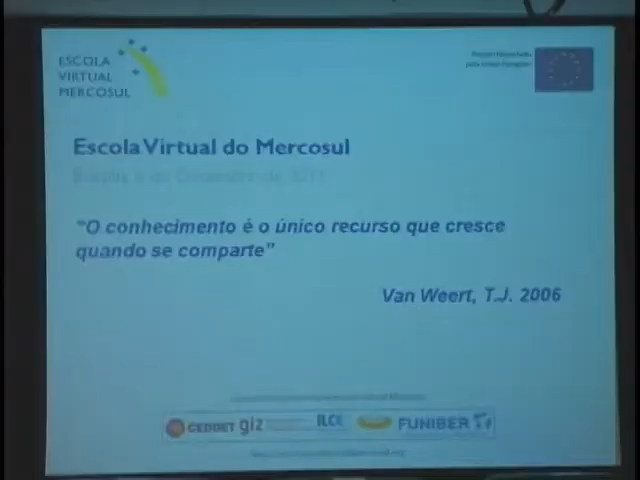 ESCOLA
VIRTUAL
MERCOSUL
Escola Virtual do Mercosul
"O conhecimento é o único recurso que cresce
quando se comparte"
Van Weert, T.J. 2006
CEDDET giz ILCE FUNIBER